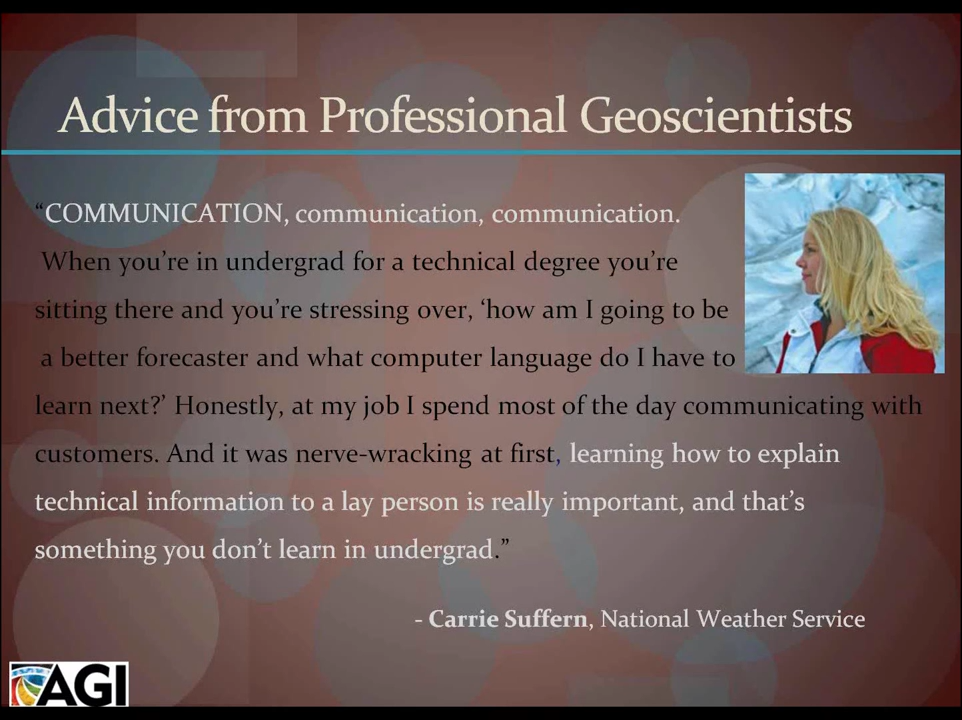 Advice from Professional Geoscientists
“COMMUNICATION, communication, communication.
When you’re in undergrad for a technical degree you’re
sitting there and you’re stressing over, ‘how am I going to be
a better forecaster and what computer language do I have to
learn next?’ Honestly, at my job I spend most of the day communicating with
customers. And it was nerve-wracking at first, learning how to explain
technical information to a lay person is really important, and that’s
something you don’t learn in undergrad.”
- Carrie Suffern, National Weather Service
AGI